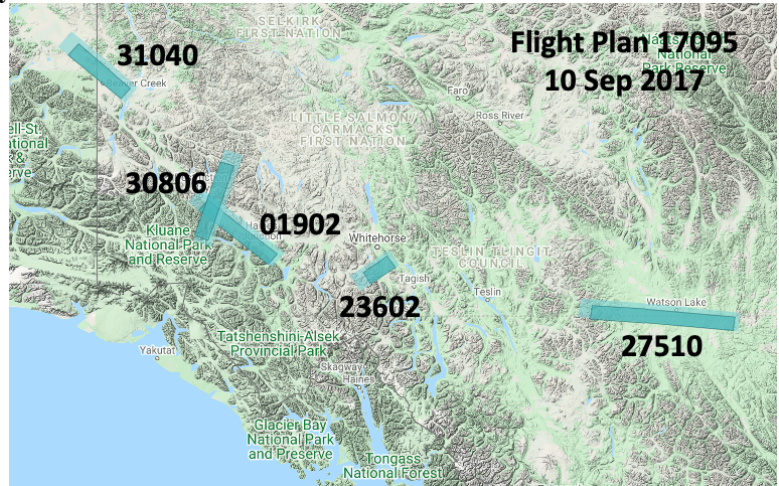 SELKIRK
FIRST NATION
Flight Plan 17095
10 Sep 2017
31040
Creek
Faro
Ross River
LITTLE SALMON/
CARMACKS
FIRST NATION
30806
01902
Kluane
National Park
and Reserve
Whitehorse
TESLIN TLINGIT
COUNCIL
Tagish
23602
Teslin
Watson Lake
27510
Tatshenshini-Alsek
Provincial Park
Yakutat
Skagway
Haines
Glacier Bay
National Park
and Preserve
Tongass
National Forest